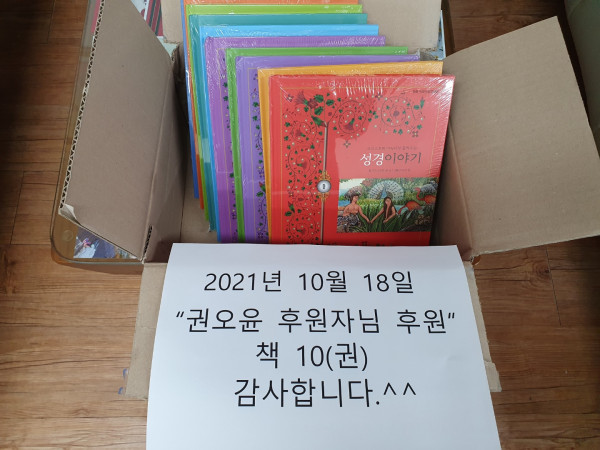 성경이야기
1
2021년 10월 18일
“권오윤 후원자님 후원“
책 10(권)
감사합니다.^^